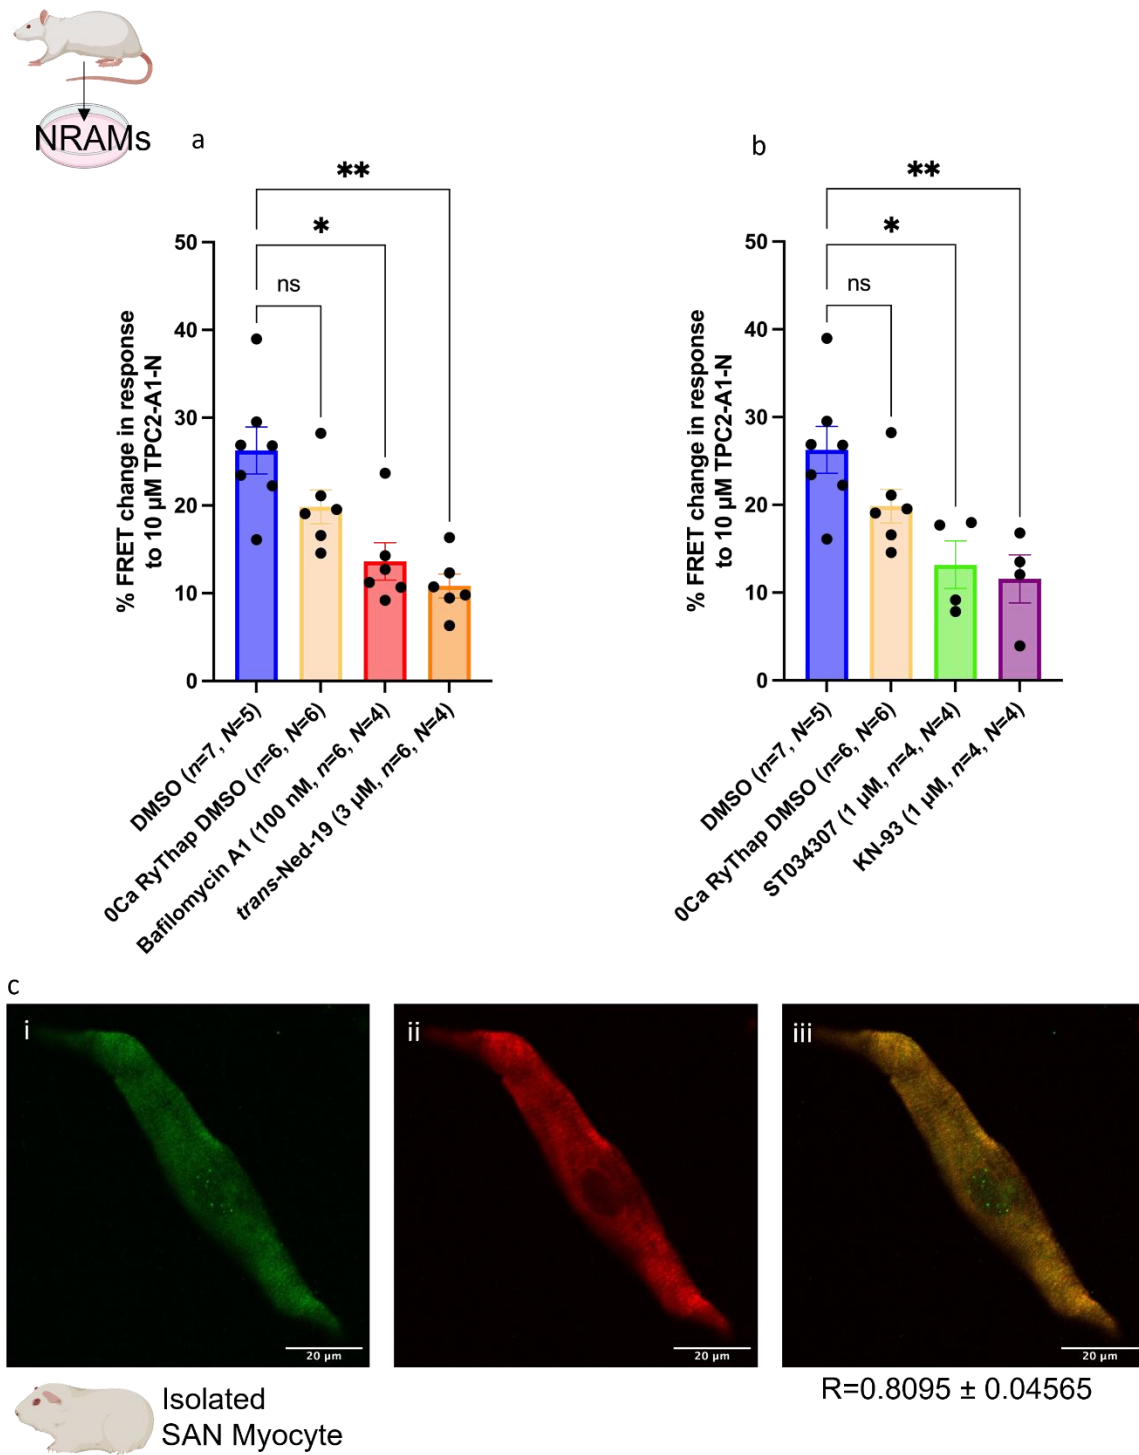 NRAMs
a
**
*
ns
% FRET change in response
to 10 µM TPC2-A1-N
50
40
30
20
10
0
DMSO (n=7, N=5)
0Ca RyThap DMSO (n=6, N=6)
Bafilomycin A1 (100 nM, n=6, N=4)
trans-Ned-19 (3 µM, n=6, N=4)
b
**
*
ns
% FRET change in response
to 10 µM TPC2-A1-N
50
40
30
20
10
0
DMSO (n=7, N=5)
0Ca RyThap DMSO (n=6, N=6)
ST034307 (1 µM, n=4, N=4)
KN-93 (1 µM, n=4, N=4)
c
i
20 µm
ii
20 µm
iii
20 µm
R=0.8095 ± 0.04565
Isolated
SAN Myocyte